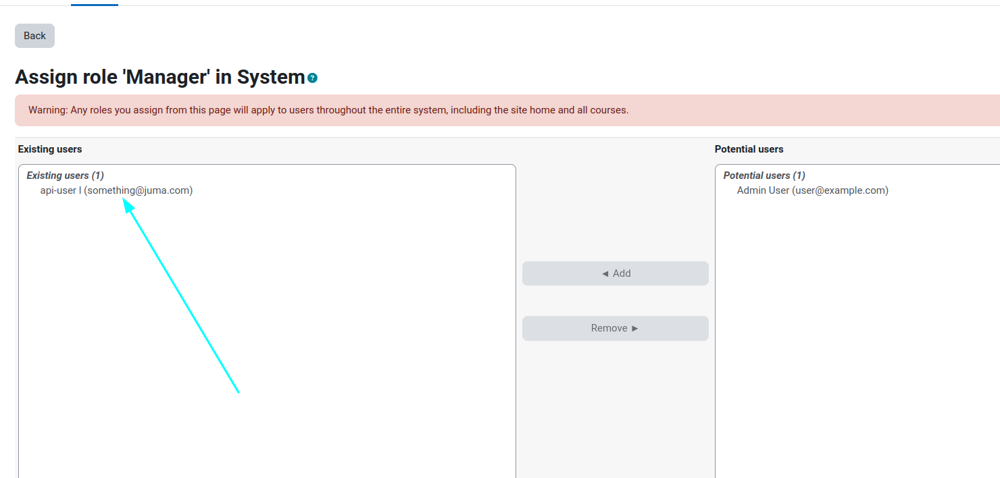 Back
Assign role 'Manager' in System
?
Warning: Any roles you assign from this page will apply to users throughout the entire system, including the site home and all courses.
Existing users
Existing users (1)
api-user l (something@juma.com)
◄ Add
Remove ►
Potential users
Potential users (1)
Admin User (user@example.com)